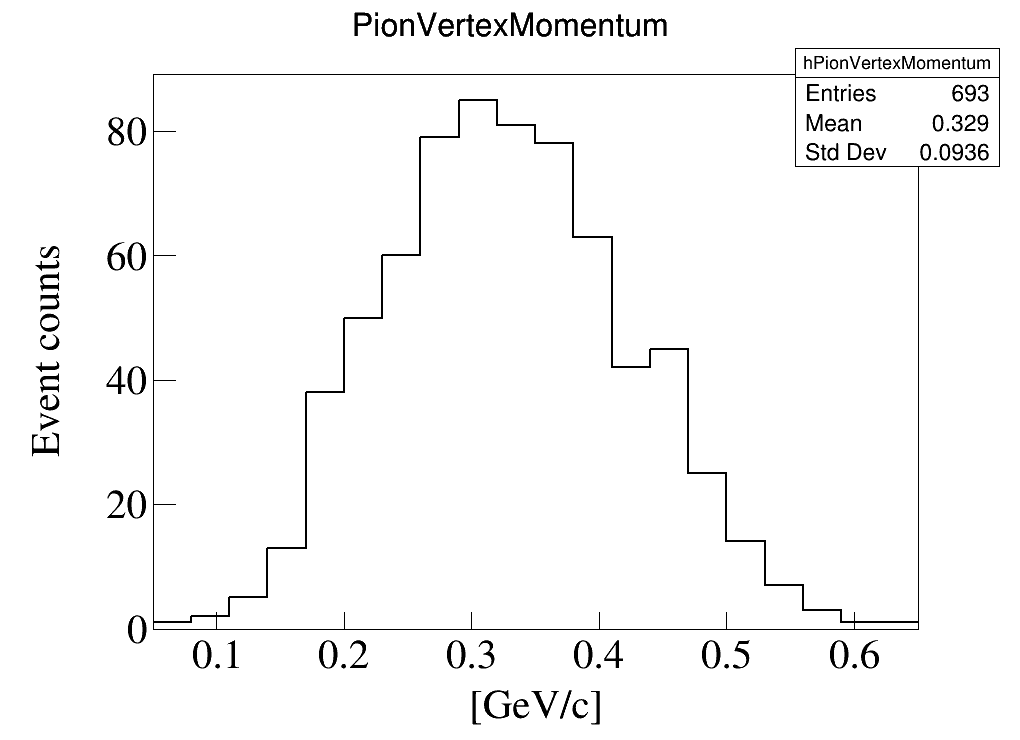 PionVertexMomentum
hPionVertexMomentum
Entries 693
Mean 0.329
Std Dev 0.0936
Event counts
80
60
40
20
0
0.1 0.2 0.3 0.4 0.5 0.6
[GeV/c]